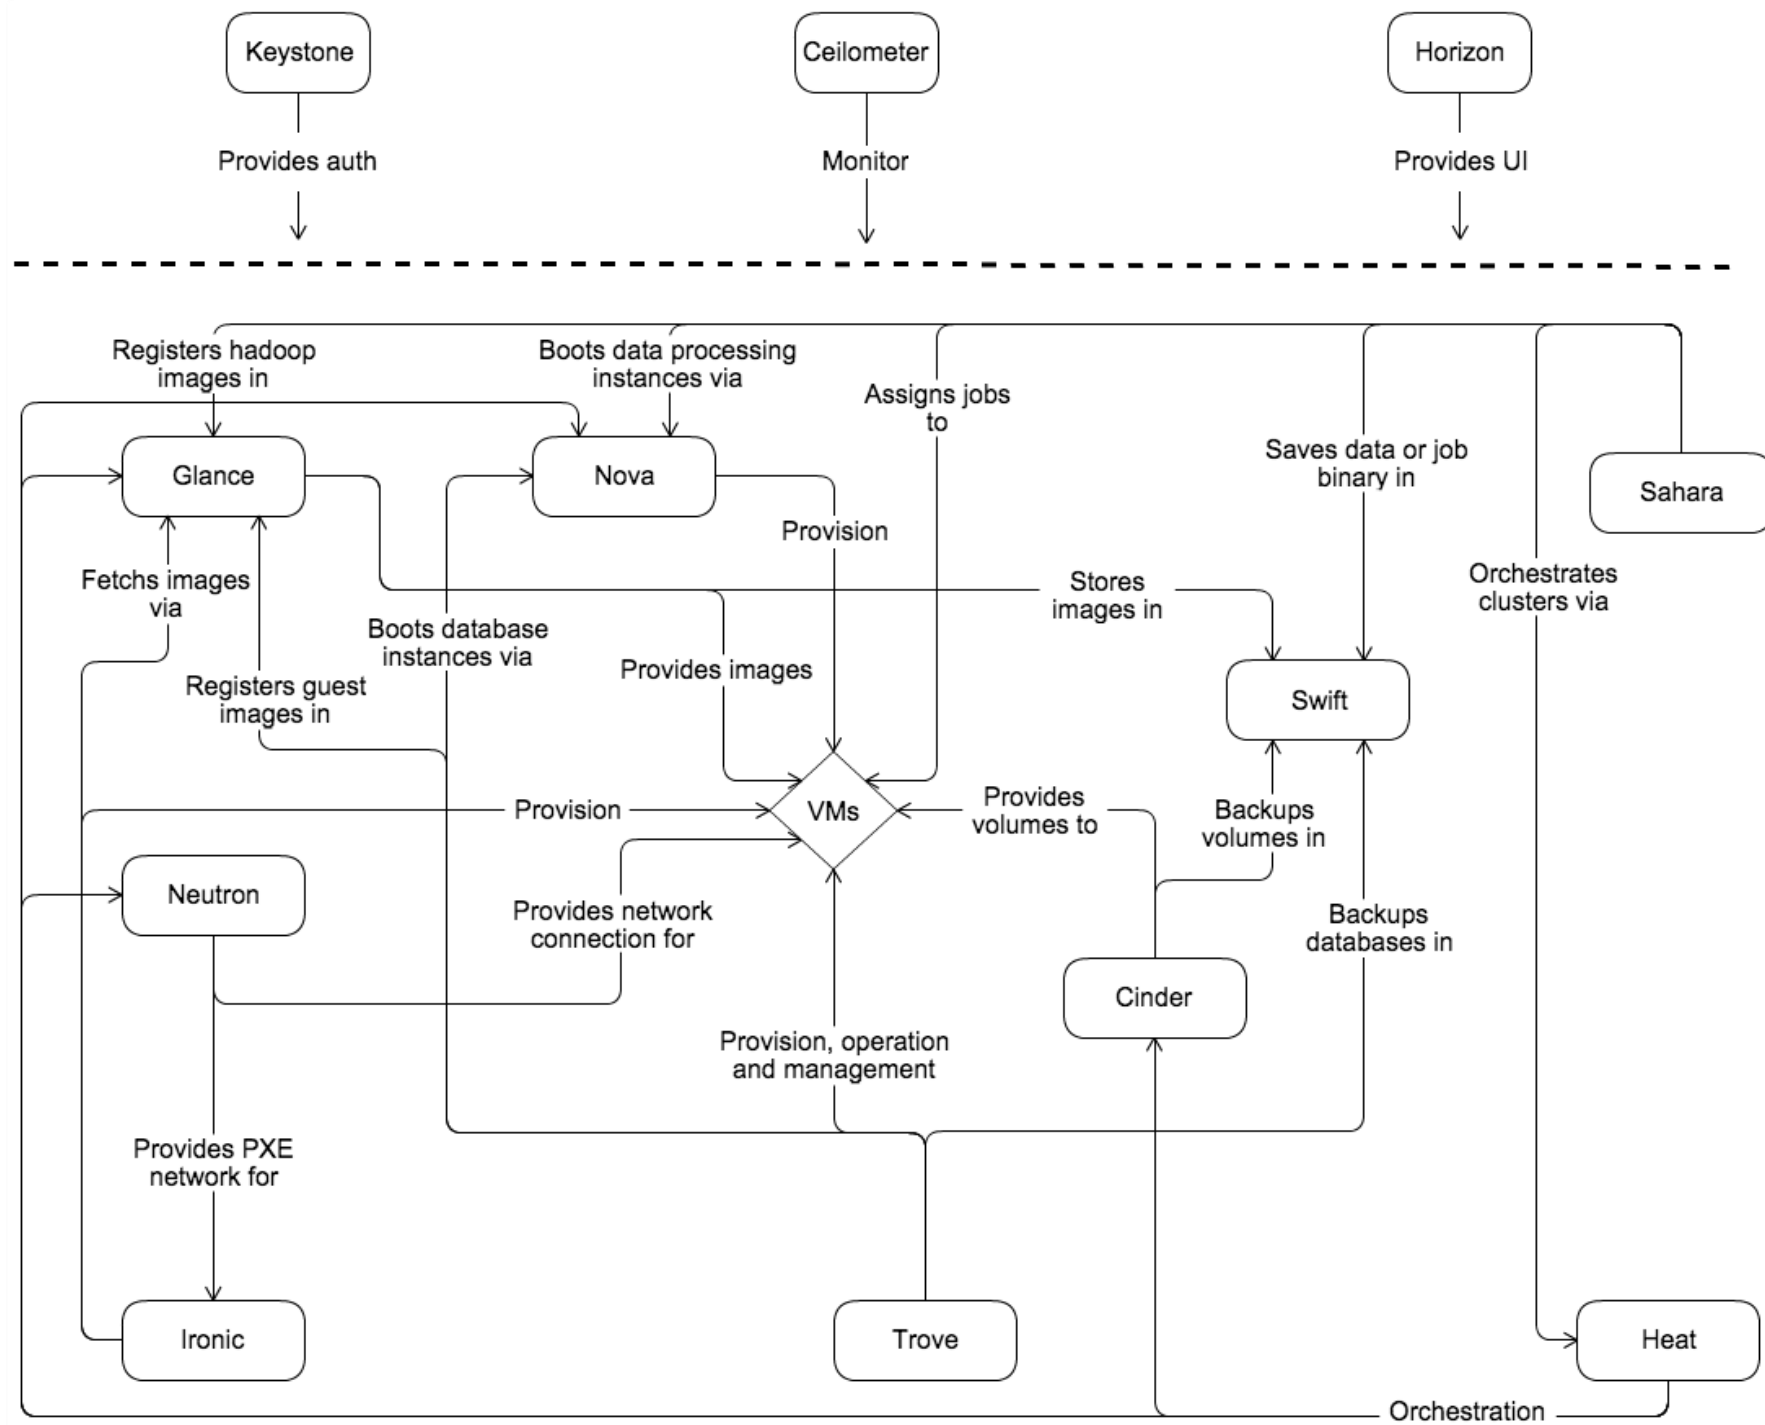 Keystone
Ceilometer
Horizon
Provides auth
Monitor
Provides UI
Registers hadoop
images in
Boots data processing
instances via
Assigns jobs
to
Saves data or job
binary in
Glance
Nova
Sahara
Provision
Fetchs images
via
Stores
images in
Orchestrates
clusters via
Boots database
instances via
Provides images
Registers guest
images in
Swift
Provision
VMs
Provides
volumes to
Backups
volumes in
Neutron
Provides network
connection for
Backups
databases in
Cinder
Provision, operation
and management
Provides PXE
network for
Ironic
Trove
Heat
Orchestration